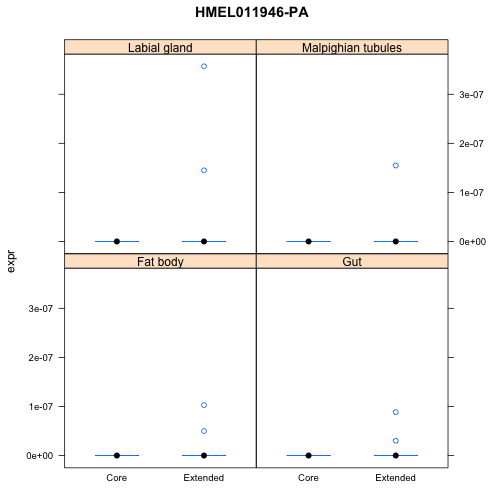 HMEL011946-PA
Labial gland
Malpighian tubules
3e-07
2e-07
1e-07
0e+00
expr
Fat body
Gut
3e-07
2e-07
1e-07
0e+00
Core
Extended
Core
Extended